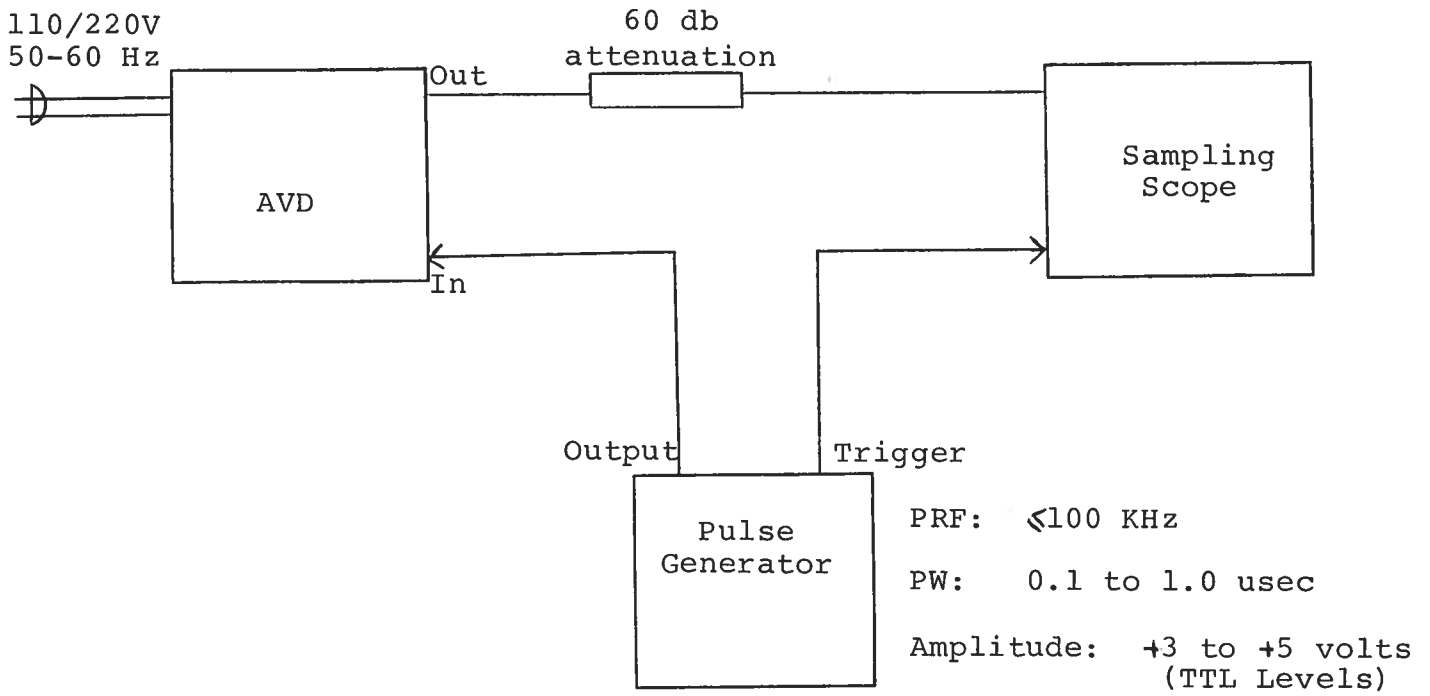 110/220V
50-60 Hz
60 db
attenuation
Out
AVD
In
Sampling
Scope
Output
Trigger
Pulse
Generator
PRF: ≤100 KHz
PW: 0.1 to 1.0 usec
Amplitude: +3 to +5 volts
(TTL Levels)